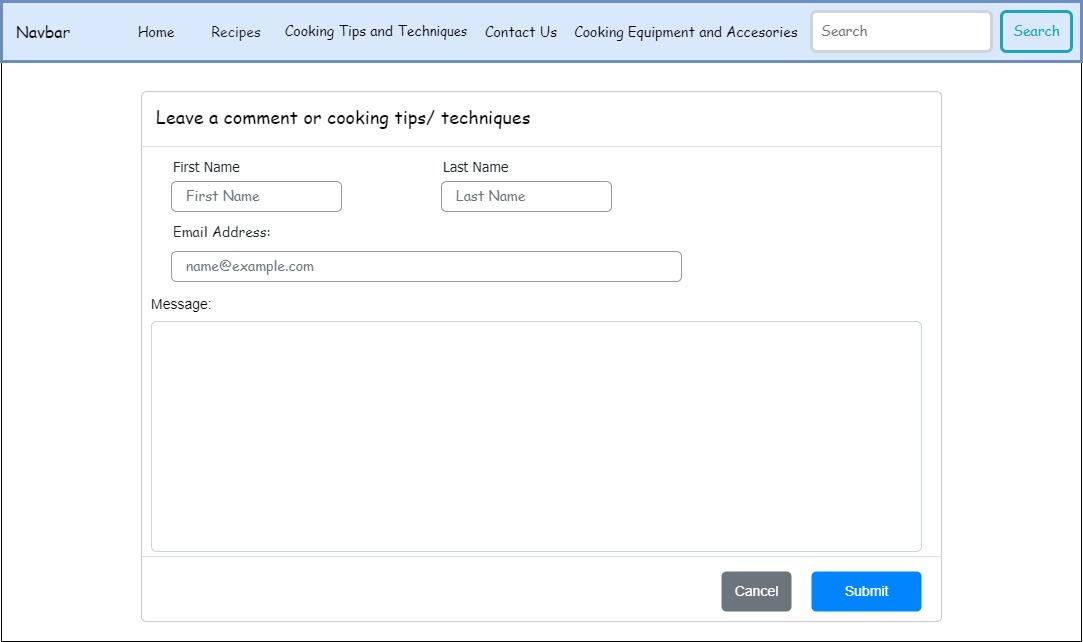 Navbar Home Recipes Cooking Tips and Techniques Contact Us Cooking Equipment and Accesories Search Search
Leave a comment or cooking tips/ techniques
First Name Last Name
First Name Last Name
Email Address:
name@example.com
Message:
Cancel Submit